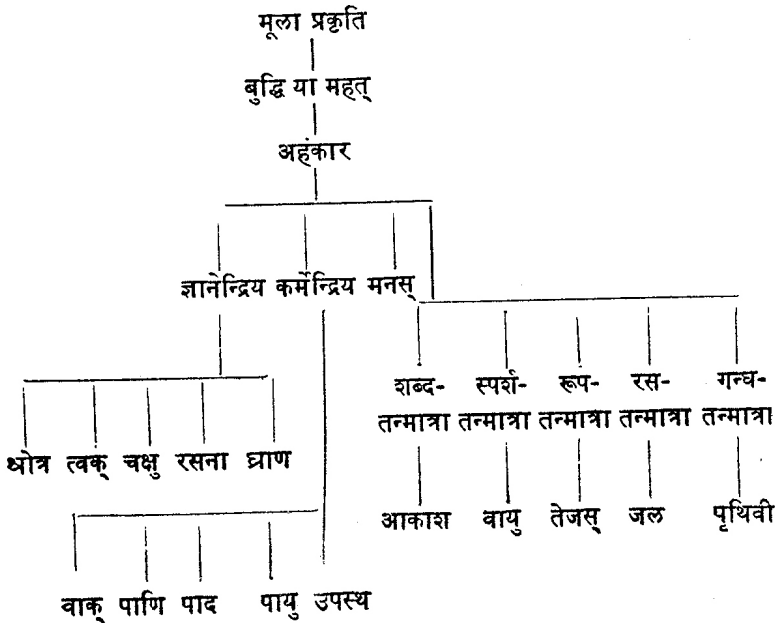 मूला प्रकृति
बुद्धि या महत्
अहंकार
ज्ञानेन्द्रिय कर्मेन्द्रिय मनस्
शब्द- स्पर्श- रूप- रस- गन्ध-
तन्मात्रा तन्मात्रा तन्मात्रा तन्मात्रा तन्मात्रा
श्रोत्र त्वक् चक्षु रसना घ्राण
आकाश वायु तेजस् जल पृथिवी
वाक् पाणि पाद पायु उपस्थ